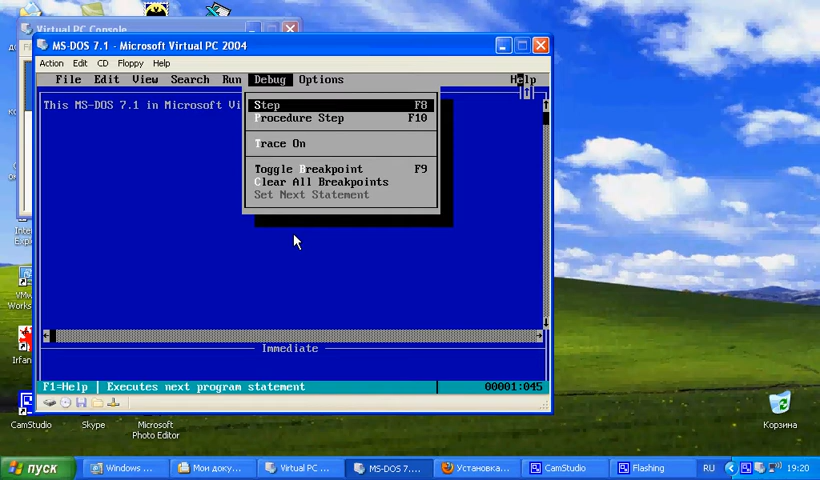 Virtual PC Console
MS-DOS 7.1 - Microsoft Virtual PC 2004
Action Edit CD Floppy Help
File Edit View Search Run Debug Options Help
This MS-DOS 7.1 in Microsoft Vi
Step F8
Procedure Step F10
Trace On
Toggle Breakpoint F9
Clear All Breakpoints
Set Next Statement
Immediate
F1=Help | Executes next program statement 00001:045
CamStudio
Skype
Microsoft
Photo Editor
Корзина
пуск
Windows ...
Мои доку...
Virtual PC ...
MS-DOS 7....
Установка...
CamStudio
Flashing
RU
19:20